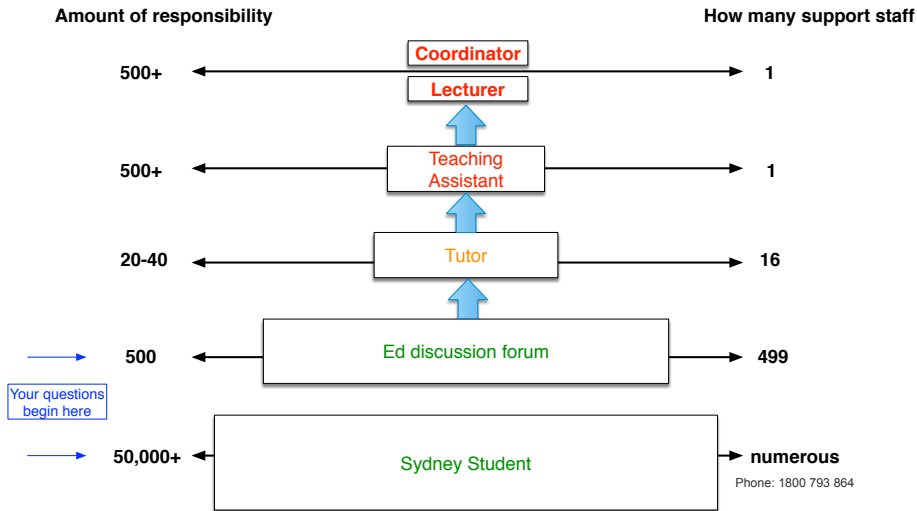 Amount of responsibility
How many support staff
Coordinator
500+
1
Lecturer
500+
Teaching
Assistant
1
20-40
Tutor
16
500
Ed discussion forum
499
Your questions
begin here
50,000+
Sydney Student
numerous
Phone: 1800 793 864